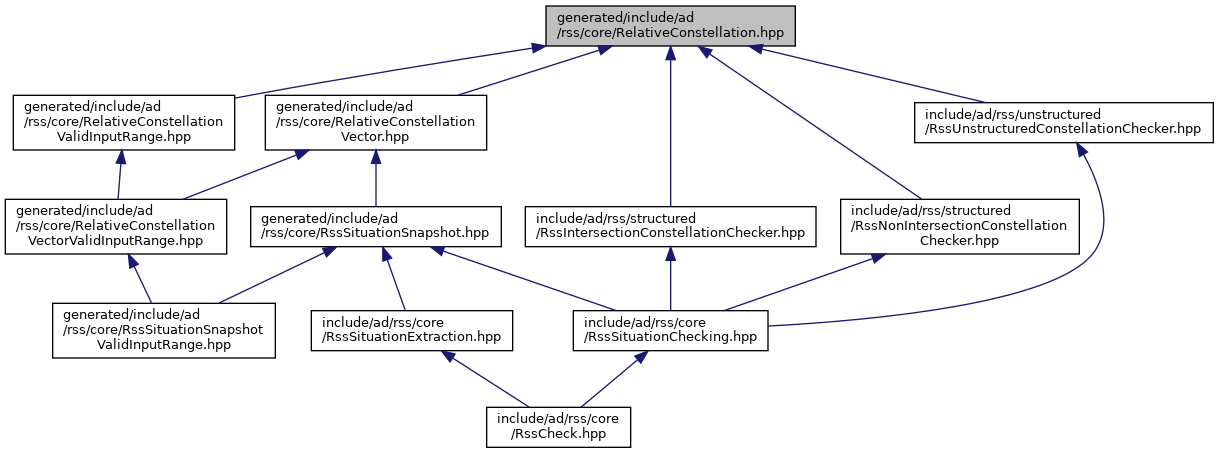 generated/include/ad
/rss/core/RelativeConstellation.hpp
generated/include/ad
/rss/core/RelativeConstellation
ValidInputRange.hpp
generated/include/ad
/rss/core/RelativeConstellation
Vector.hpp
include/ad/rss/unstructured
/RssUnstructuredConstellationChecker.hpp
generated/include/ad
/rss/core/RelativeConstellation
VectorValidInputRange.hpp
generated/include/ad
/rss/core/RssSituationSnapshot.hpp
include/ad/rss/structured
/RssIntersectionConstellationChecker.hpp
include/ad/rss/structured
/RssNonIntersectionConstellation
Checker.hpp
generated/include/ad
/rss/core/RssSituationSnapshot
ValidInputRange.hpp
include/ad/rss/core
/RssSituationExtraction.hpp
include/ad/rss/core
/RssSituationChecking.hpp
include/ad/rss/core
/RssCheck.hpp